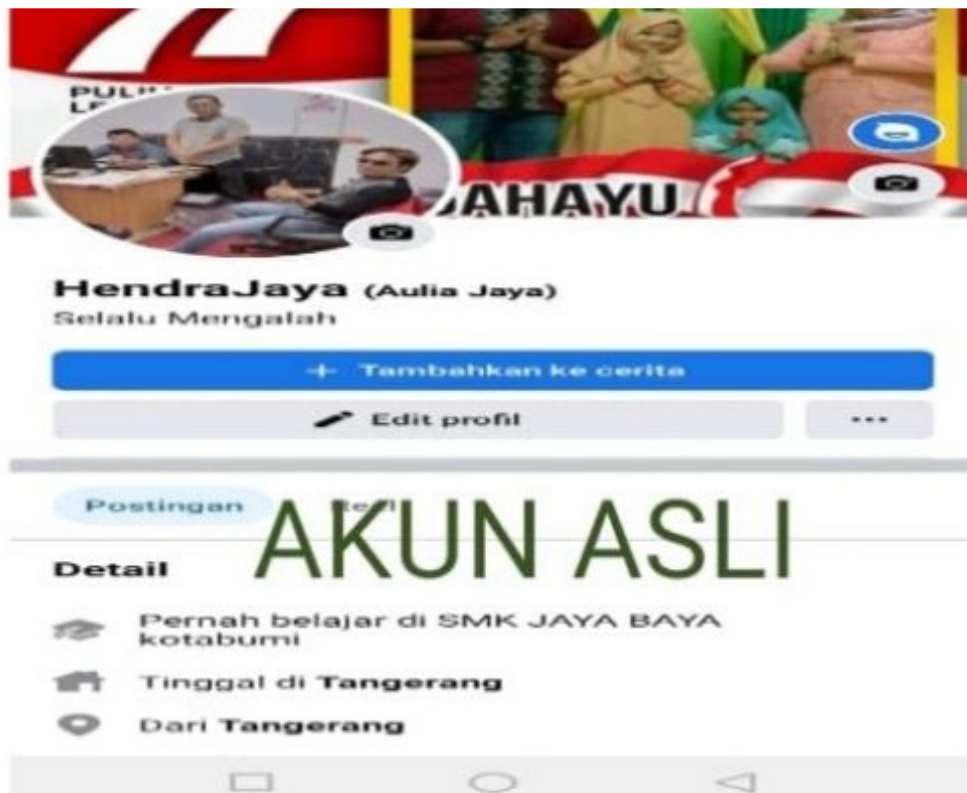 PULIH
LE
AHAYU
HendraJaya (Aulia Jaya)
Selalu Mengalah
+ Tambahkan ke cerita
Edit profil
Postingan
AKUN ASLI
Detail
Pernah belajar di SMK JAYA BAYA
kotabumi
Tinggal di Tangerang
Dari Tangerang